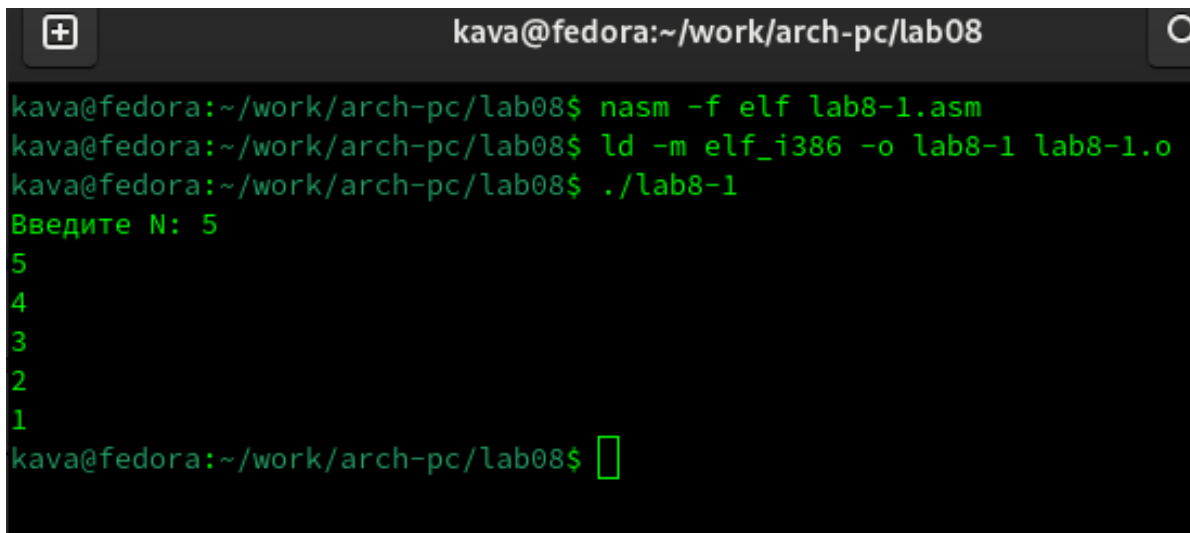 kava@fedora:~/work/arch-pc/lab08
kava@fedora:~/work/arch-pc/lab08$ nasm -f elf lab8-1.asm
kava@fedora:~/work/arch-pc/lab08$ ld -m elf_i386 -o lab8-1 lab8-1.o
kava@fedora:~/work/arch-pc/lab08$ ./lab8-1
Введите N: 5
5
4
3
2
1
kava@fedora:~/work/arch-pc/lab08$